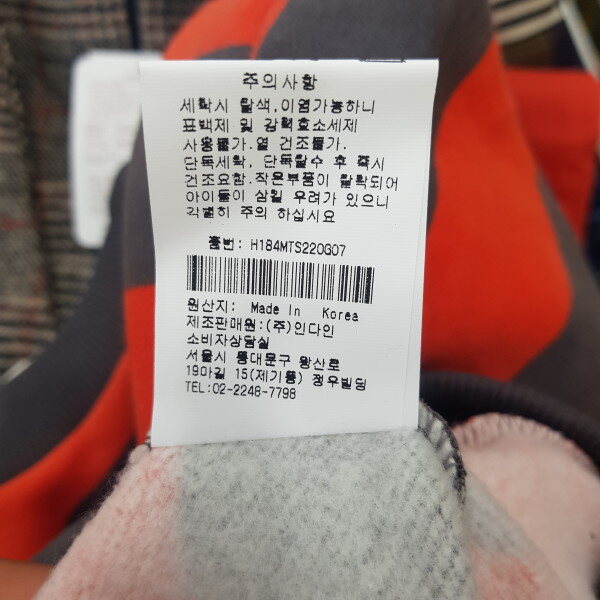 주의사항
세탁시 탈색,이염가능하니
표백제 및 강력효소세제
사용불가.열 건조불가.
단독세탁, 단독탈수 후 즉시
건조요함.작은부품이 탈락되어
아이들이 삼킬 우려가 있으니
각별히 주의 하십시요
품번: H184MTS220G07
원산지: Made In Korea
제조판매원:(주)인다인
소비자상담실
서울시 동대문구 왕산로
19마길 15(제기동) 정우빌딩
TEL:02-2248-7798